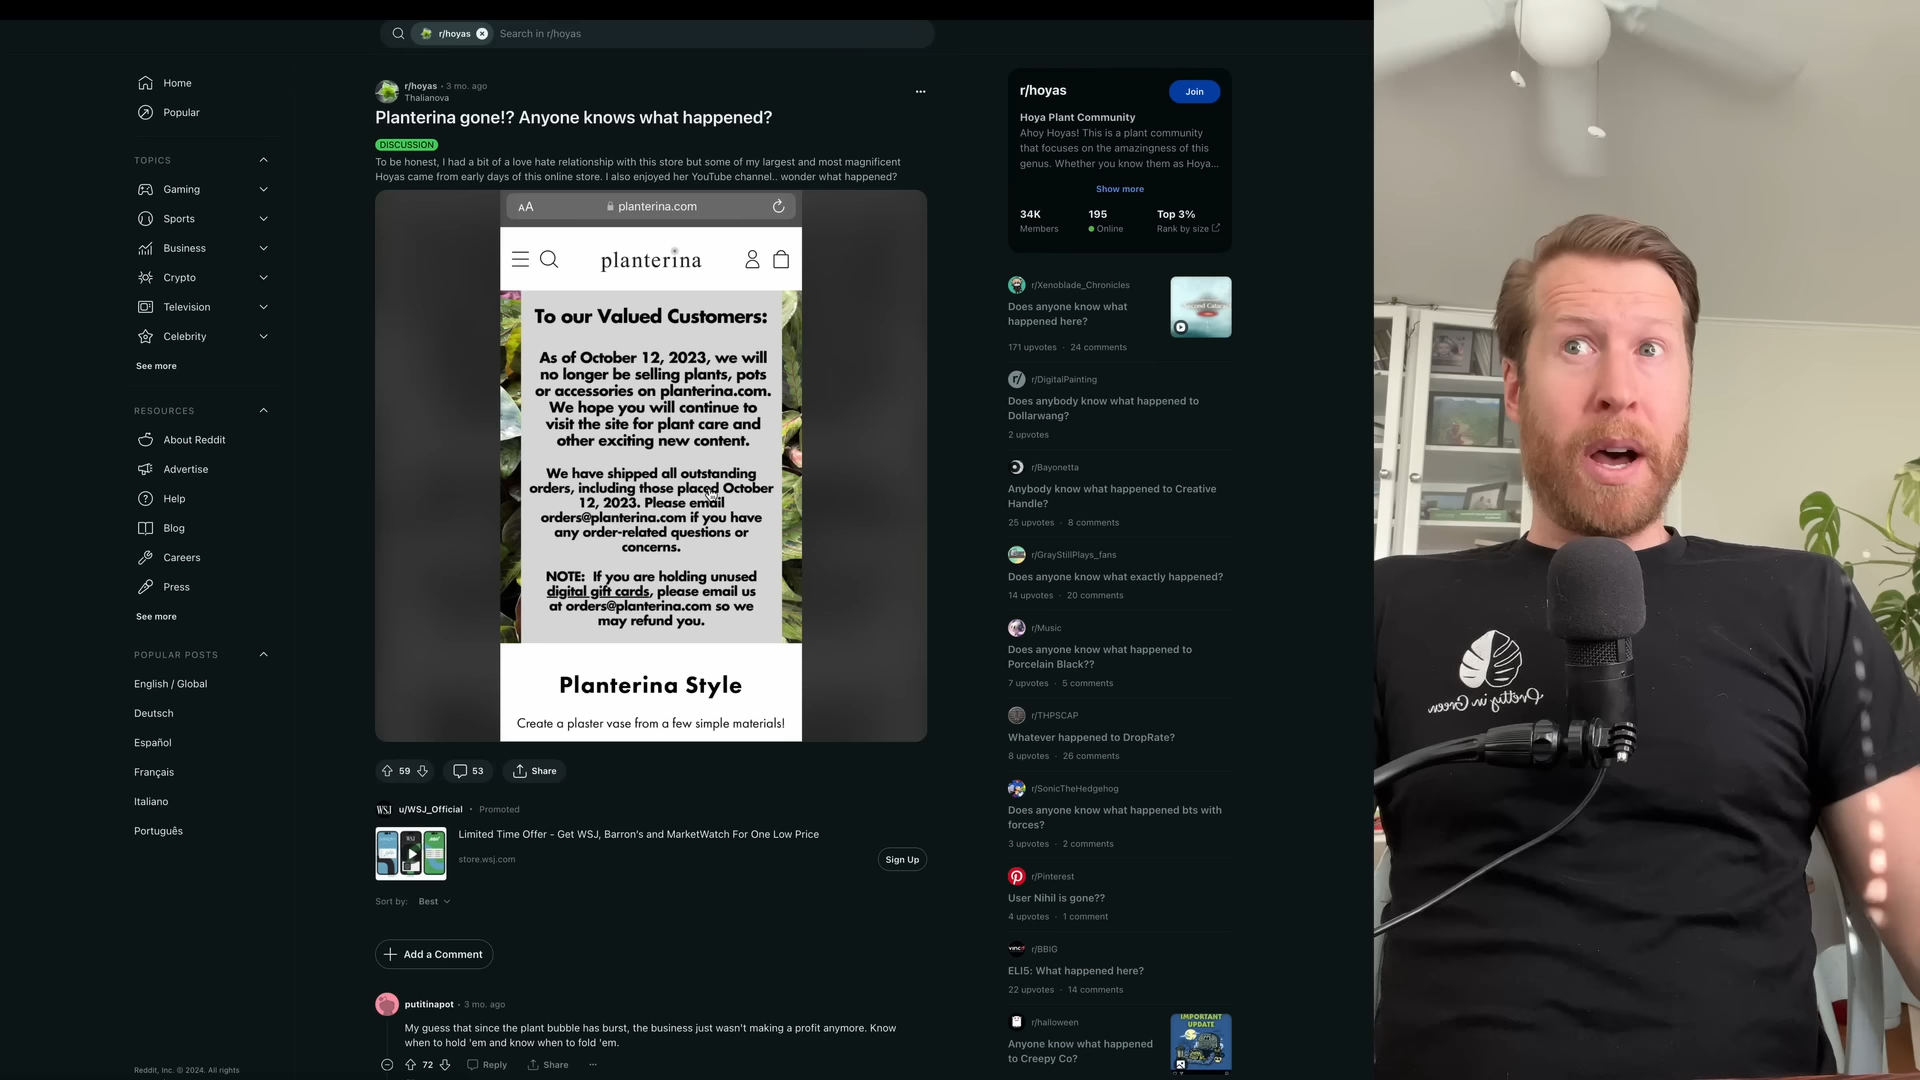 r/hoyas
Search in r/hoyas
Home
Popular
TOPICS
Gaming
Sports
Business
Crypto
Television
Celebrity
See more
RESOURCES
About Reddit
Advertise
Help
Blog
Careers
Press
See more
POPULAR POSTS
English / Global
Deutsch
Español
Français
Italiano
Português
Reddit, Inc. © 2024. All rights
r/hoyas • 3 mo. ago
Thalianova
Planterina gone!? Anyone knows what happened?
DISCUSSION
To be honest, I had a bit of a love hate relationship with this store but some of my largest and most magnificent
Hoyas came from early days of this online store. I also enjoyed her YouTube channel.. wonder what happened?
AA
planterina.com
planterina
To our Valued Customers:
As of October 12, 2023, we will
no longer be selling plants, pots
or accessories on planterina.com.
We hope you will continue to
visit the site for plant care and
other exciting new content.
We have shipped all outstanding
orders, including those placed October
12, 2023. Please email
orders@planterina.com if you have
any order-related questions or
concerns.
NOTE: If you are holding unused
digital gift cards, please email us
at orders@planterina.com so we
may refund you.
Planterina Style
Create a plaster vase from a few simple materials!
59
53
Share
WSJ
u/WSJ_Official • Promoted
Limited Time Offer - Get WSJ, Barron's and MarketWatch For One Low Price
store.wsj.com
Sign Up
Sort by: Best
Add a Comment
putitinapot • 3 mo. ago
My guess that since the plant bubble has burst, the business just wasn't making a profit anymore. Know
when to hold 'em and know when to fold 'em.
72
Reply
Share
r/hoyas
Join
Hoya Plant Community
Ahoy Hoyas! This is a plant community
that focuses on the amazingness of this
genus. Whether you know them as Hoya...
Show more
34K
195
Top 3%
Members
Online
Rank by size
r/Xenoblade_Chronicles
Does anyone know what
happened here?
171 upvotes · 24 comments
r/DigitalPainting
Does anybody know what happened to
Dollarwang?
2 upvotes
r/Bayonetta
Anybody know what happened to Creative
Handle?
25 upvotes · 8 comments
r/GrayStillPlays_fans
Does anyone know what exactly happened?
14 upvotes · 20 comments
r/Music
Does anyone know what happened to
Porcelain Black??
7 upvotes · 5 comments
r/THPSCAP
Whatever happened to DropRate?
8 upvotes · 26 comments
r/SonicTheHedgehog
Does anyone know what happened bts with
forces?
3 upvotes · 2 comments
r/Pinterest
User Nihil is gone??
4 upvotes · 1 comment
r/BBIG
ELI5: What happened here?
22 upvotes · 14 comments
r/halloween
Anyone know what happened
to Creepy Co?
IMPORTANT
UPDATE
Pretty in Green